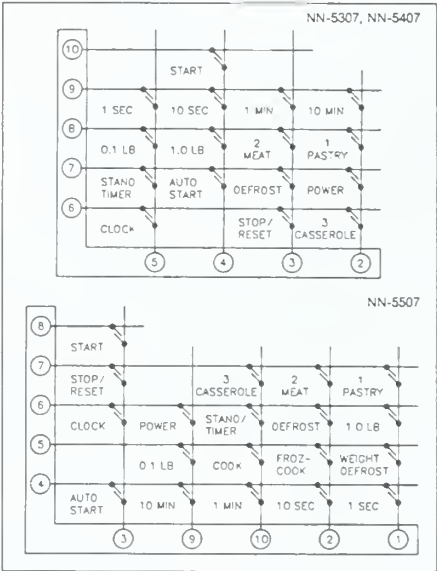 NN-5307, NN-5407
10
START
9
1 SEC 10 SEC 1 MIN 10 MIN
8
0.1 LB 1.0 LB 2 MEAT 1 PASTRY
7
STAND TIMER AUTO START DEFROST POWER
6
CLOCK STOP/ RESET 3 CASSEROLE
5 4 3 2
NN-5507
8
START
7
STOP/ RESET 3 CASSEROLE 2 MEAT 1 PASTRY
6
CLOCK POWER STAND/ TIMER DEFROST 1.0 LB
5
0.1 LB COOK FROZ- COOK WEIGHT DEFROST
4
AUTO START 10 MIN 1 MIN 10 SEC 1 SEC
3 9 10 2 1